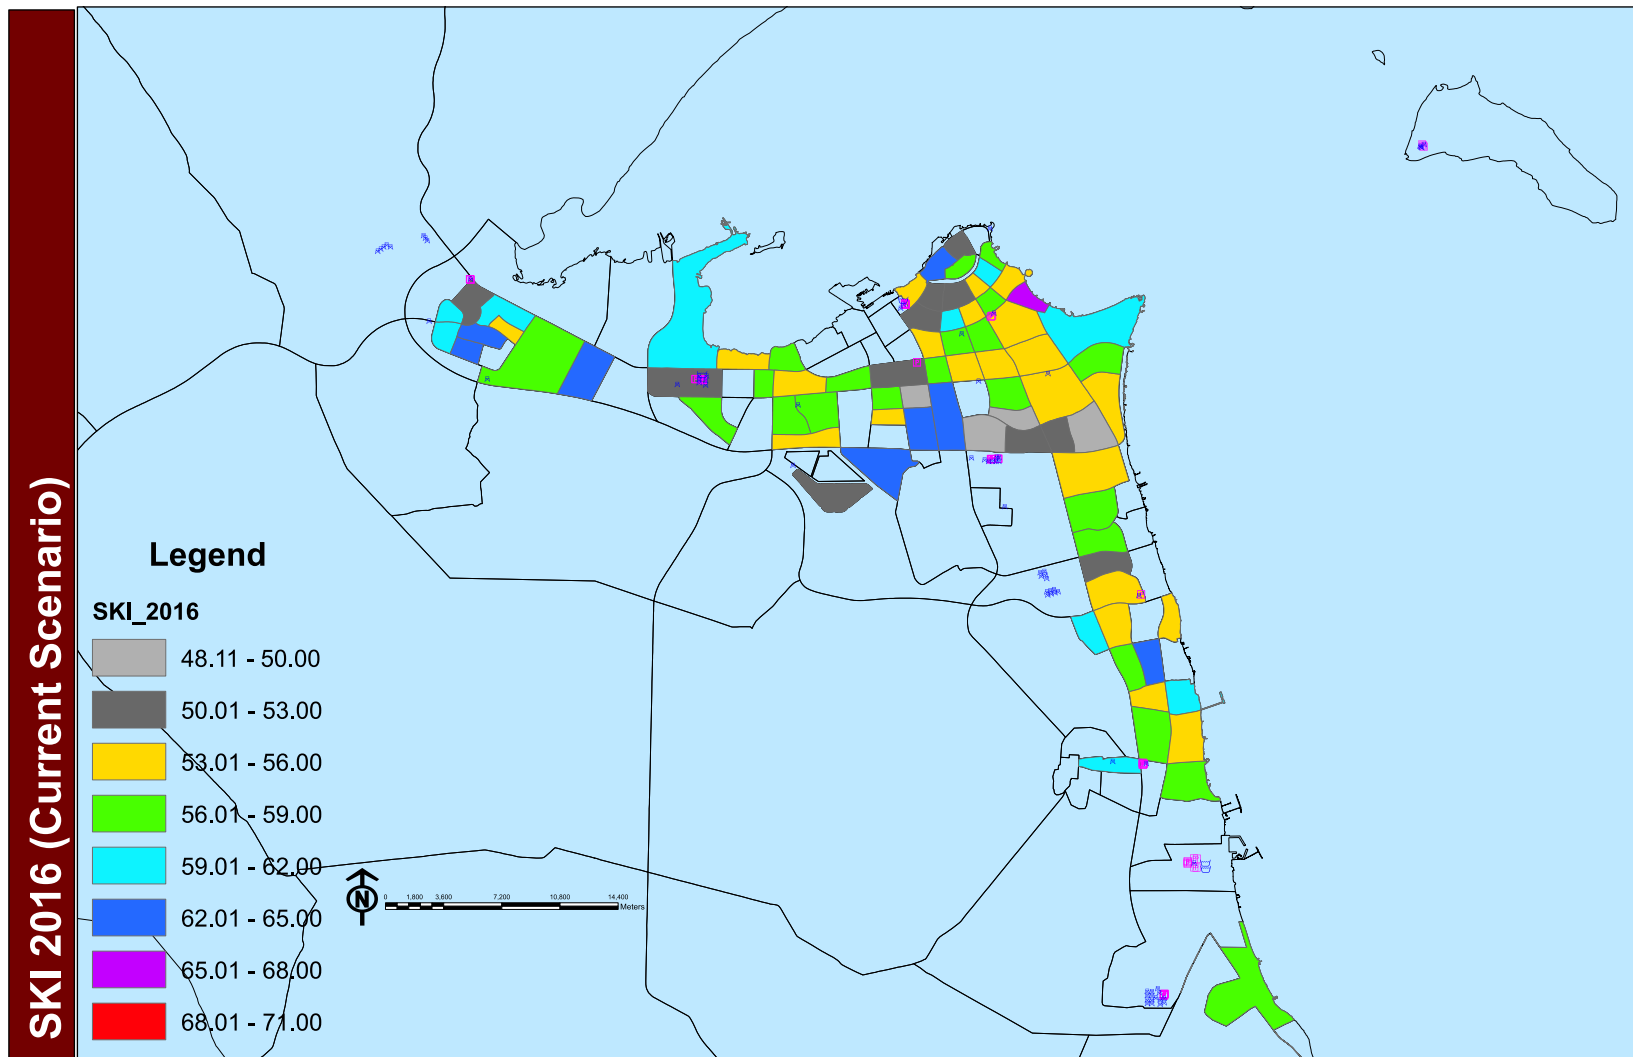 SKI 2016 (Current Scenario)
Legend
SKI_2016
48.11 - 50.00
50.01 - 53.00
53.01 - 56.00
56.01 - 59.00
59.01 - 62.00
62.01 - 65.00
65.01 - 68.00
68.01 - 71.00
N
0 1,800 3,600 7,200 10,800 14,400
Meters